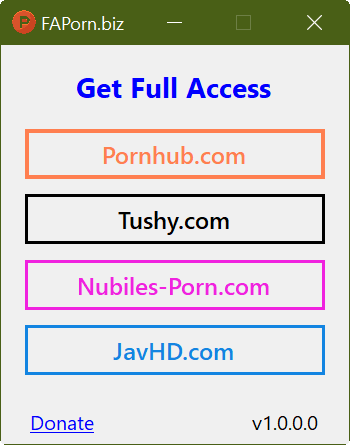 FAPorn.biz
Get Full Access
Pornhub.com
Tushy.com
Nubiles-Porn.com
JavHD.com
Donate v1.0.0.0